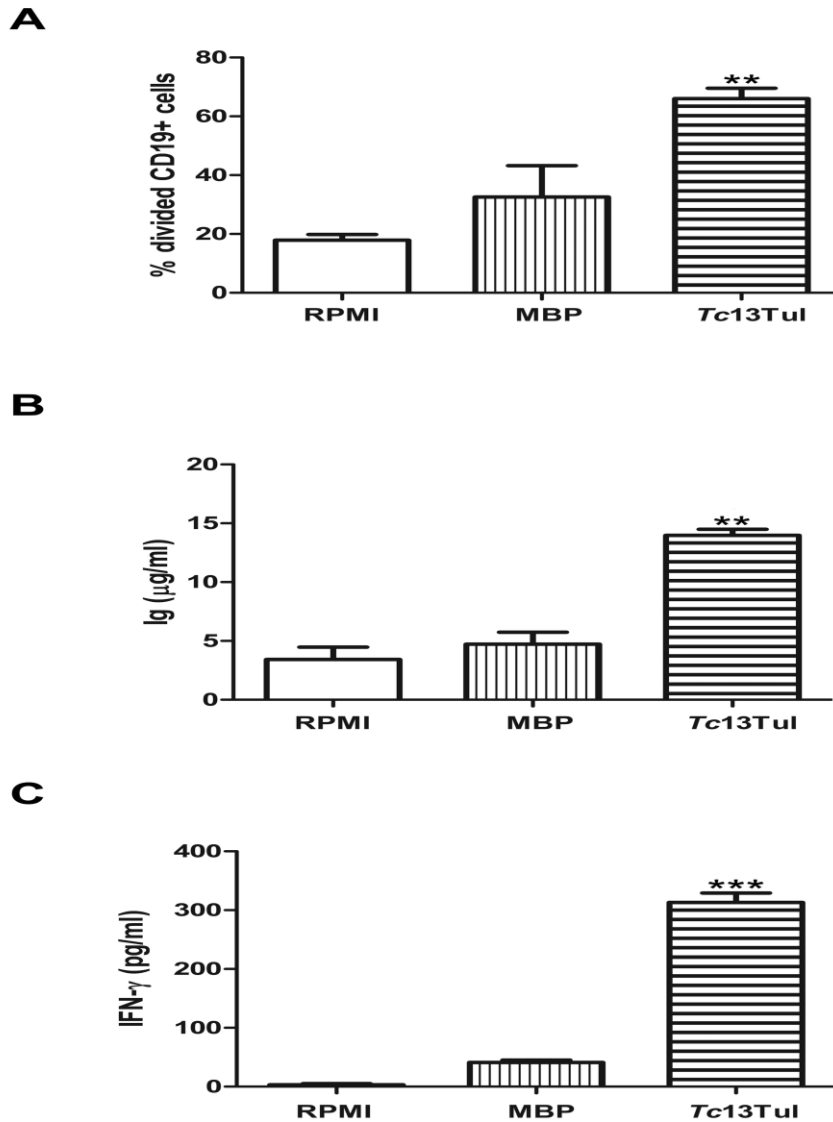 A
% divided CD19+ cells
80
60
40
20
0
**
RPMI MBP Tc13Tul
B
Ig (μg/ml)
20
15
10
5
0
**
RPMI MBP Tc13Tul
C
IFN-γ (pg/ml)
400
300
200
100
0
***
RPMI MBP Tc13Tul